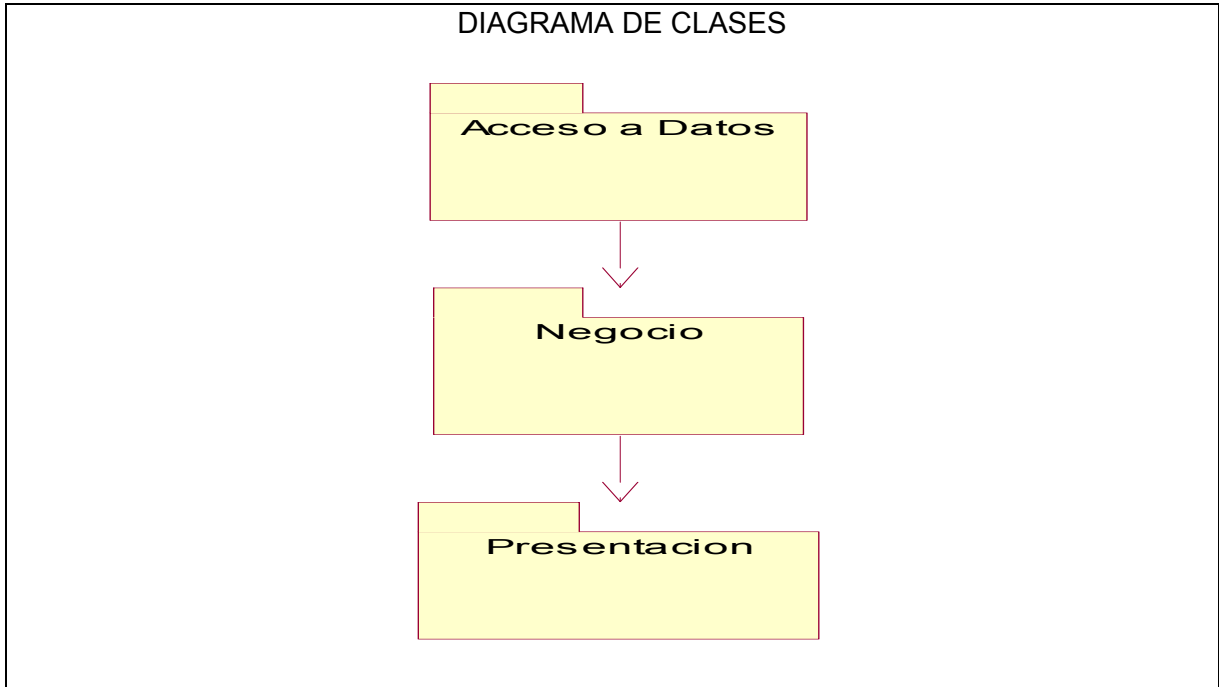 DIAGRAMA DE CLASES
Acceso a Datos
Negocio
Presentacion